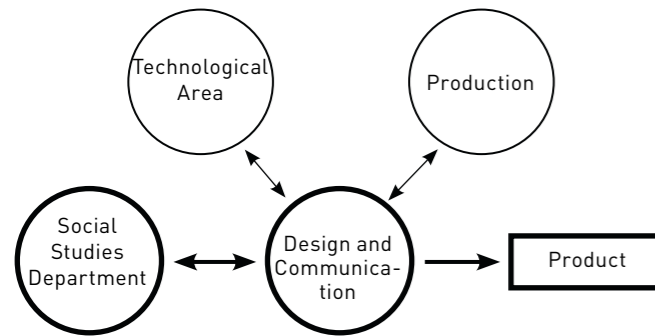 Technological
Area
Production
Social
Studies
Department
Design and
Communica-
tion
Product